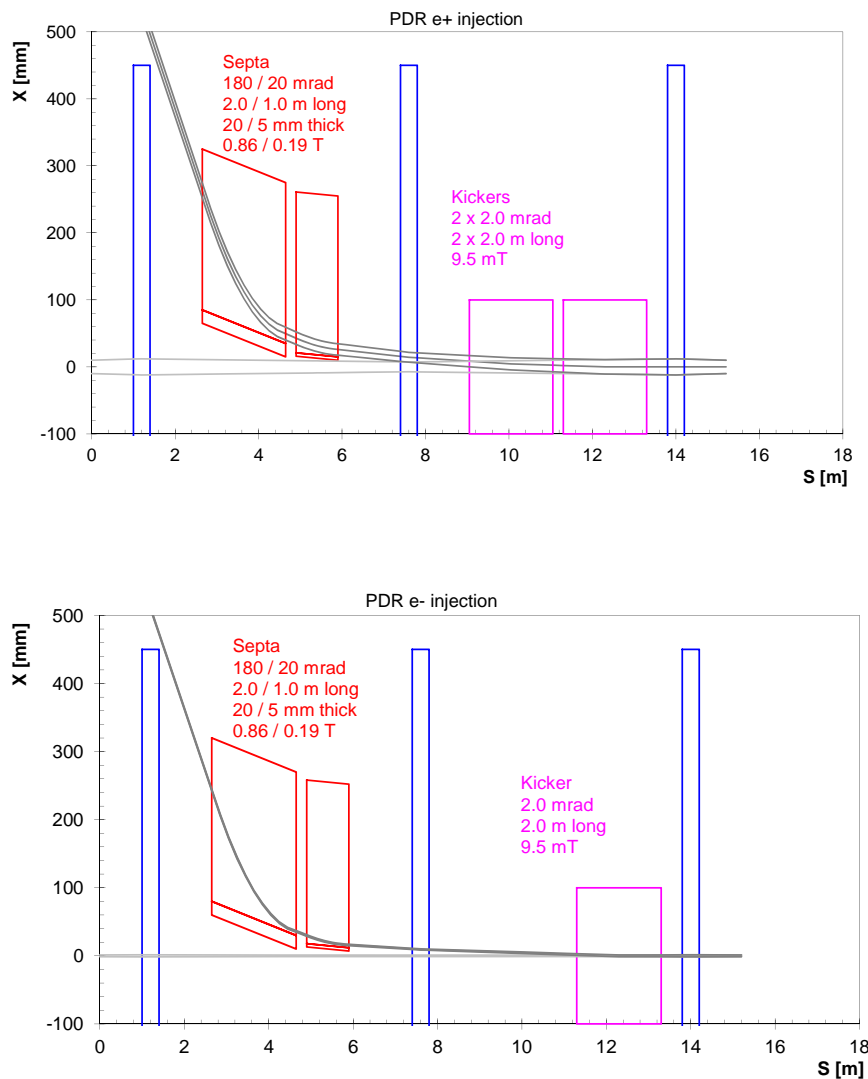 PDR e+ injection
X [mm]
500
400
300
200
100
0
-100
Septa
180 / 20 mrad
2.0 / 1.0 m long
20 / 5 mm thick
0.86 / 0.19 T
Kickers
2 x 2.0 mrad
2 x 2.0 m long
9.5 mT
0 2 4 6 8 10 12 14 16 18
S [m]
PDR e- injection
X [mm]
500
400
300
200
100
0
-100
Septa
180 / 20 mrad
2.0 / 1.0 m long
20 / 5 mm thick
0.86 / 0.19 T
Kicker
2.0 mrad
2.0 m long
9.5 mT
0 2 4 6 8 10 12 14 16 18
S [m]